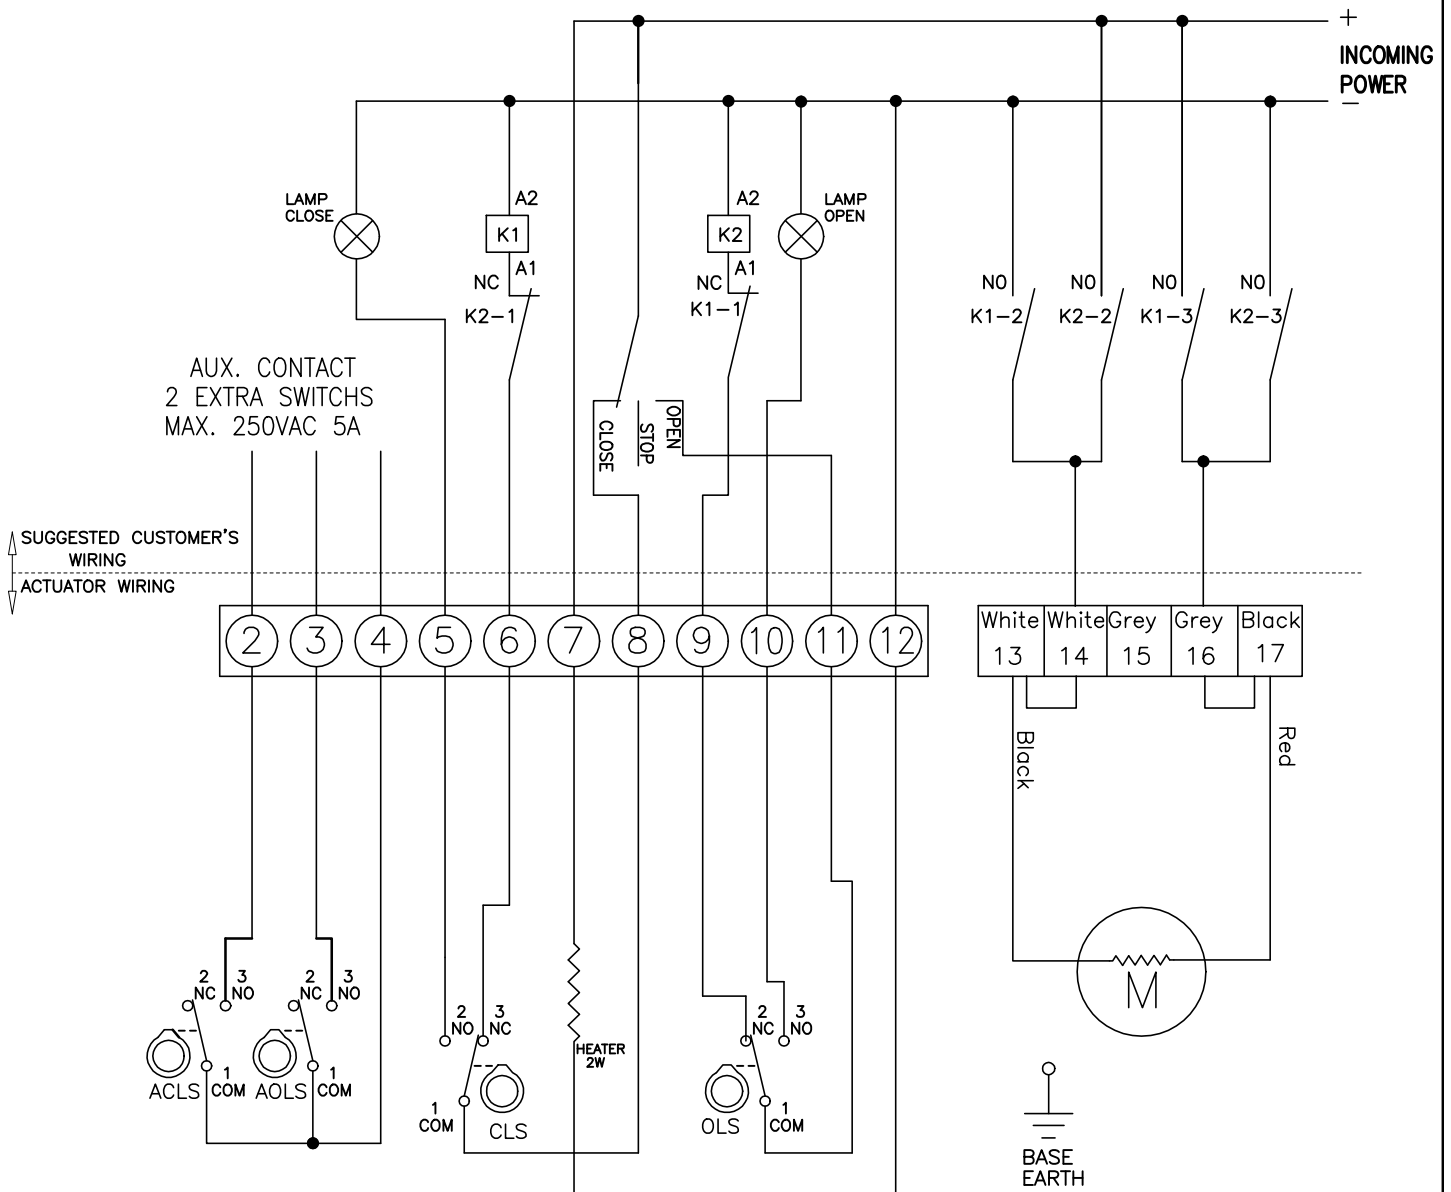 +
INCOMING
POWER
−
LAMP
CLOSE
A2
K1
A1
NC
K2-1
A2
K2
A1
NC
K1-1
LAMP
OPEN
NO
K1-2
NO
K2-2
NO
K1-3
NO
K2-3
AUX. CONTACT
2 EXTRA SWITCHS
MAX. 250VAC 5A
CLOSE
STOP
OPEN
SUGGESTED CUSTOMER'S
WIRING
ACTUATOR WIRING
2 3 4 5 6 7 8 9 10 11 12
White White Grey Grey Black
13 14 15 16 17
Black
Red
2
NC
3
NO
1
COM
ACLS
2
NC
3
NO
1
COM
AOLS
2
NO
3
NC
1
COM
CLS
HEATER
2W
2
NC
3
NO
1
COM
OLS
M
BASE
EARTH